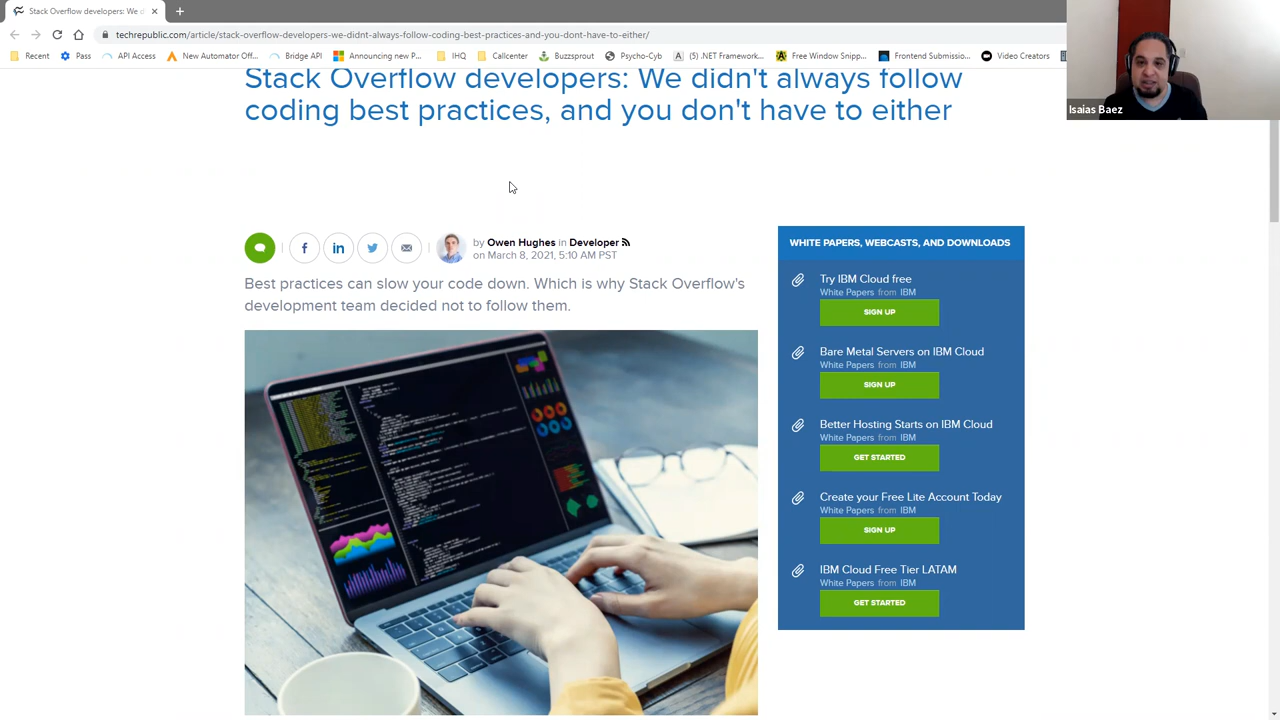 Stack Overflow developers: We d
techrepublic.com/article/stack-overflow-developers-we-didnt-always-follow-coding-best-practices-and-you-dont-have-to-either/
Recent
Pass
API Access
New Automator Off...
Bridge API
Announcing new P...
IHQ
Callcenter
Buzzsprout
Psycho-Cyb
(5) .NET Framework...
Free Window Snipp...
Frontend Submissio...
Video Creators
Isaias Baez
Stack Overflow developers: We didn't always follow
coding best practices, and you don't have to either
by Owen Hughes in Developer
on March 8, 2021, 5:10 AM PST
Best practices can slow your code down. Which is why Stack Overflow's
development team decided not to follow them.
WHITE PAPERS, WEBCASTS, AND DOWNLOADS
Try IBM Cloud free
White Papers from IBM
SIGN UP
Bare Metal Servers on IBM Cloud
White Papers from IBM
SIGN UP
Better Hosting Starts on IBM Cloud
White Papers from IBM
GET STARTED
Create your Free Lite Account Today
White Papers from IBM
SIGN UP
IBM Cloud Free Tier LATAM
White Papers from IBM
GET STARTED